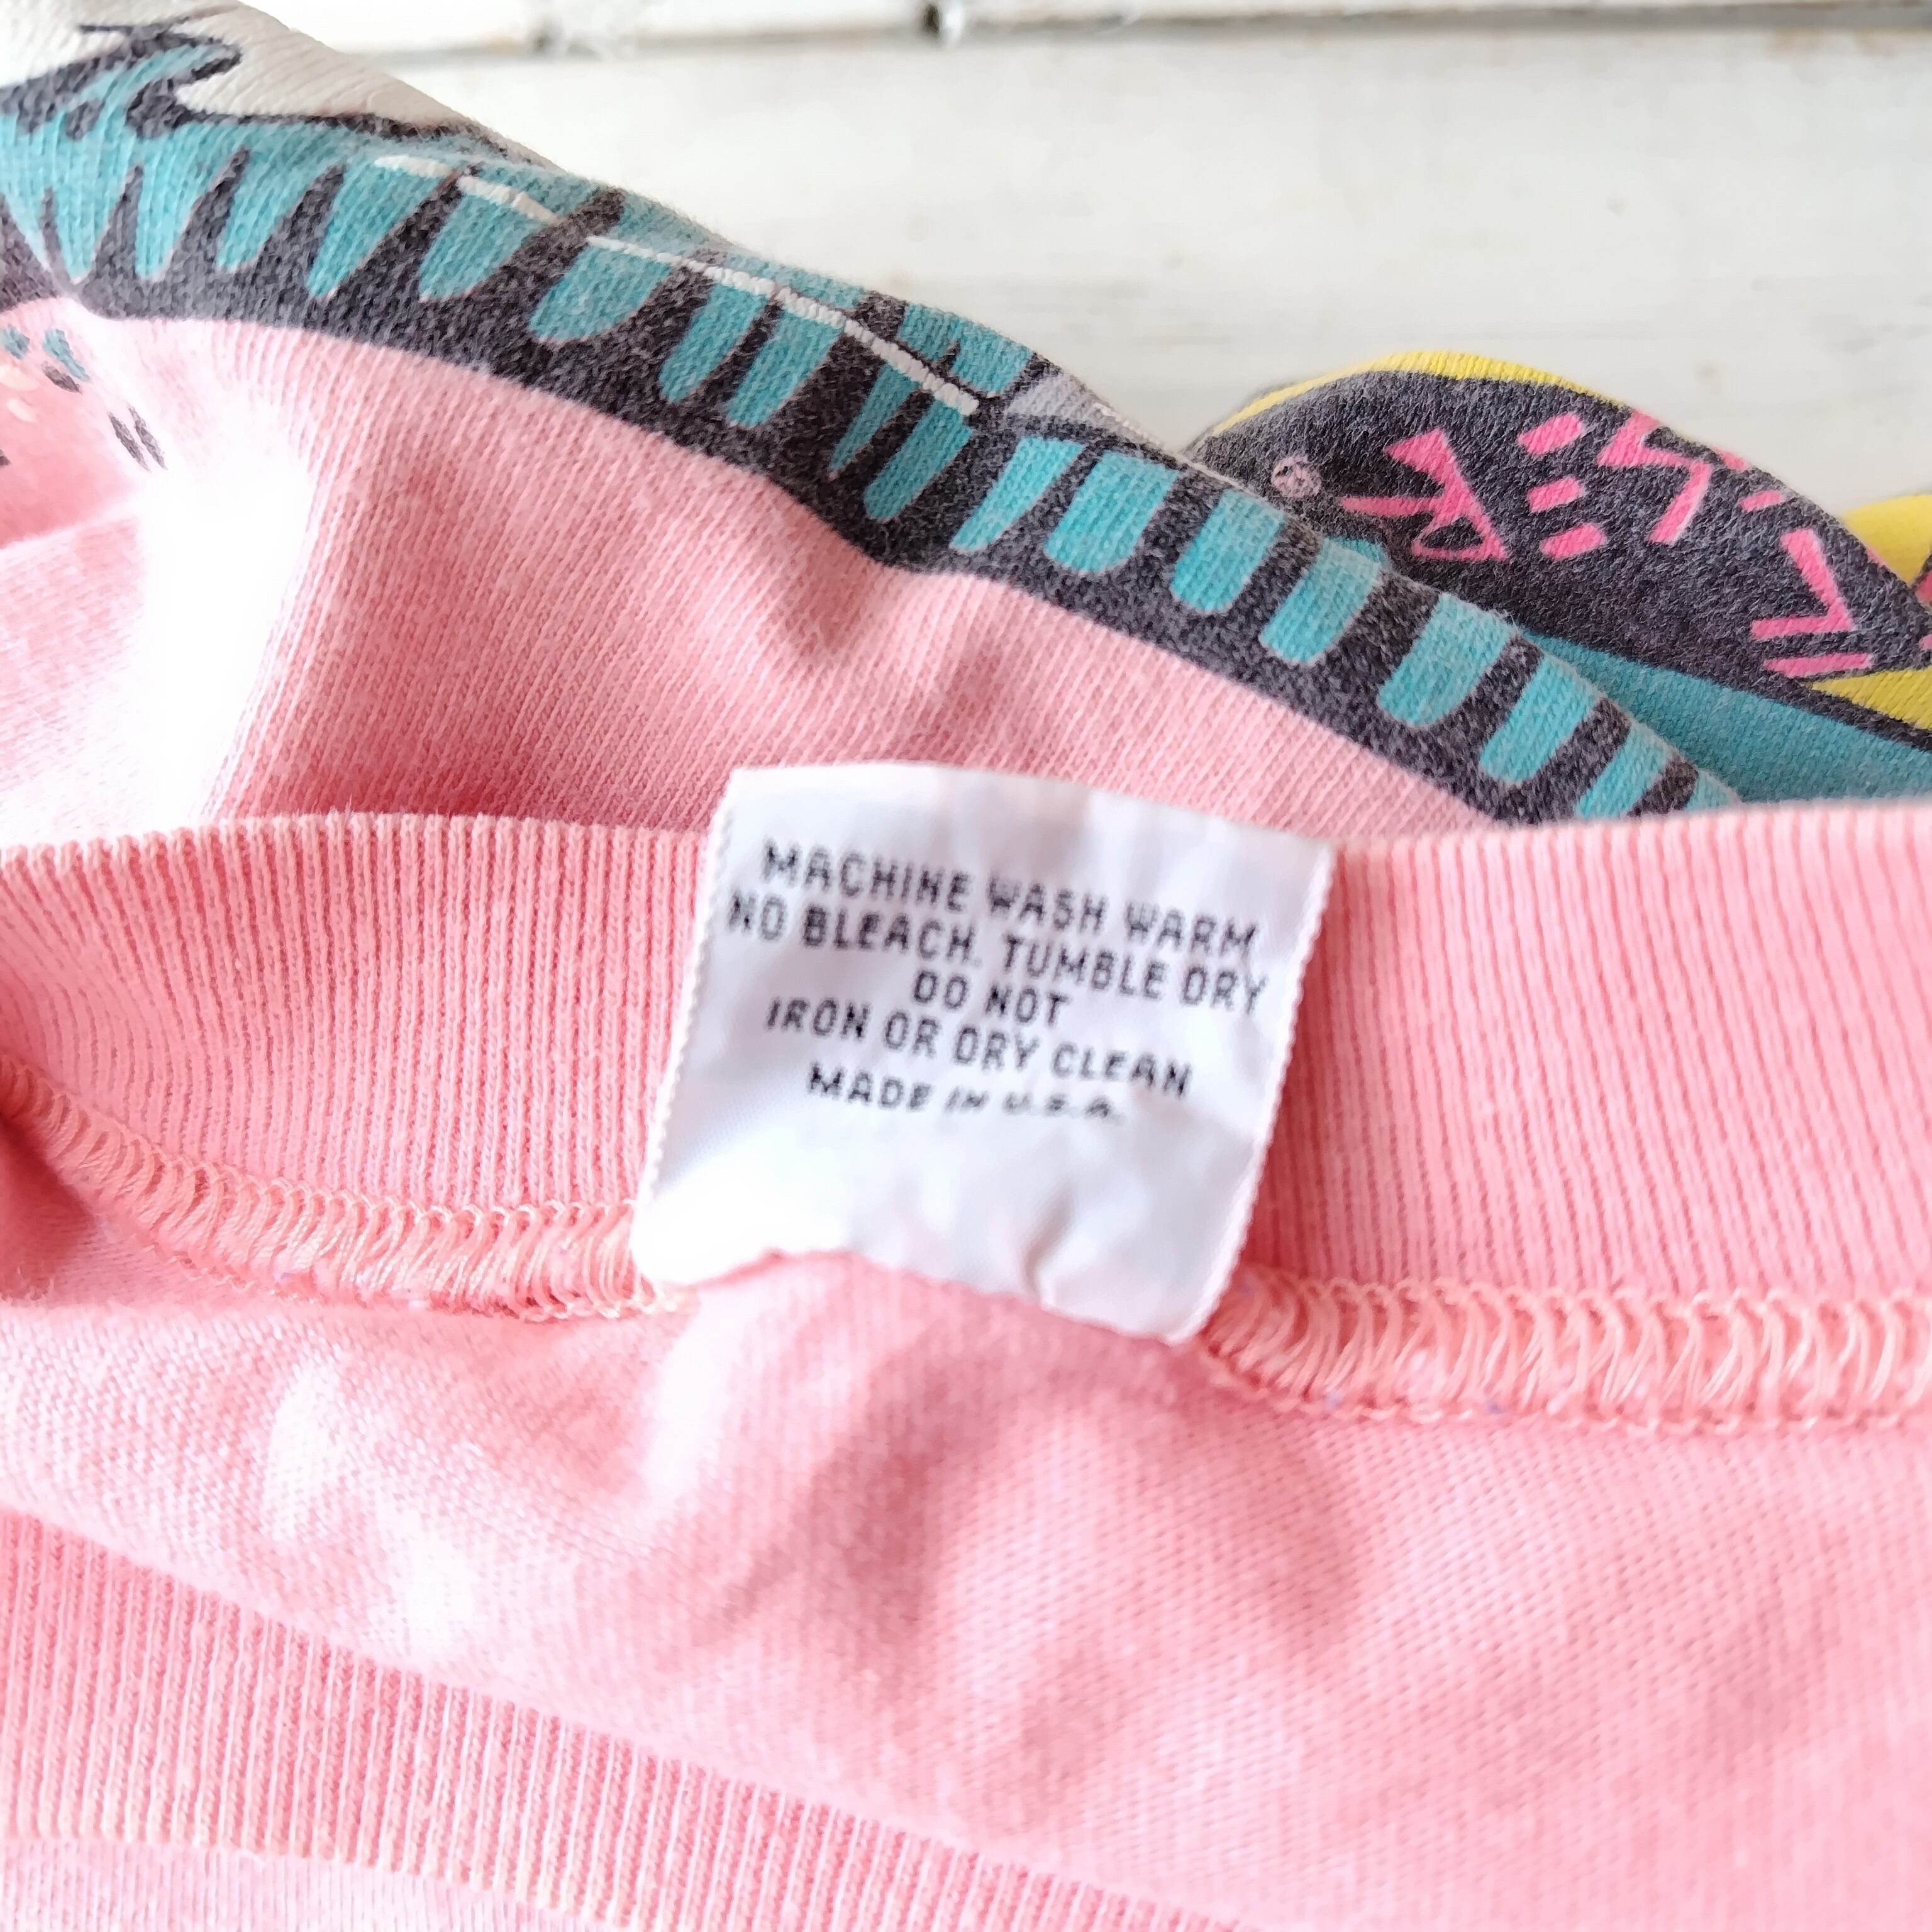 MACHINE WASH WARM
NO BLEACH. TUMBLE DRY
DO NOT
IRON OR DRY CLEAN
MADE IN U.S.A.
®